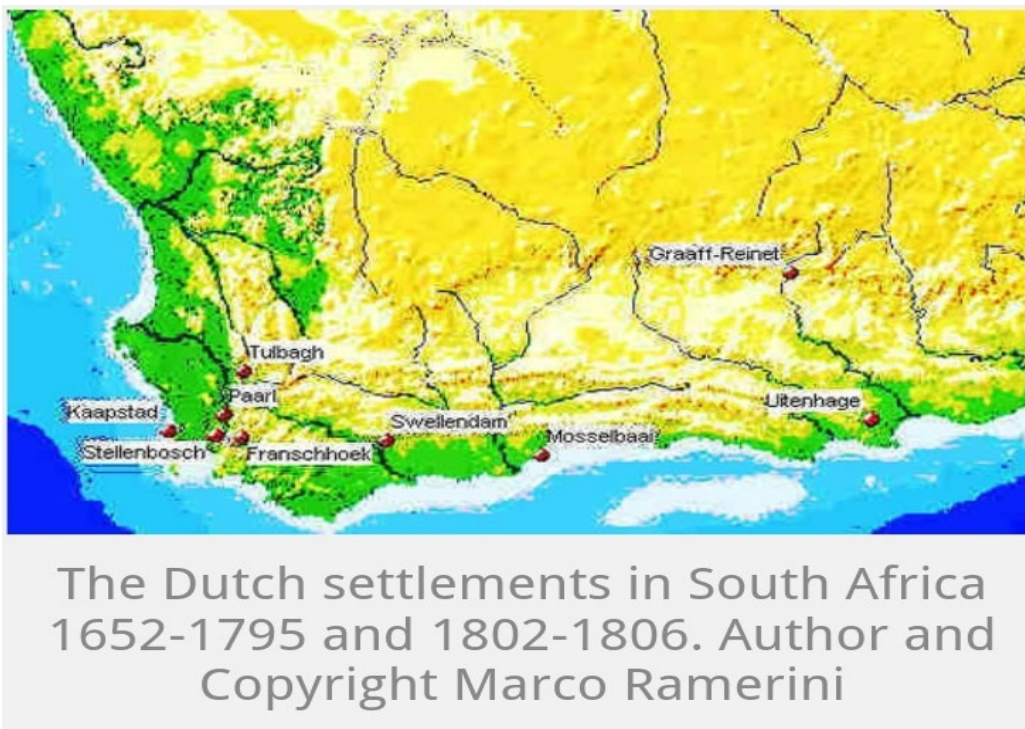 Graaff-Reinet
Tulbagh
Paarl
Kaapstad
Swellendam
Uitenhage
Stellenbosch
Franschhoek
Mosselbaai
The Dutch settlements in South Africa
1652-1795 and 1802-1806. Author and
Copyright Marco Ramerini